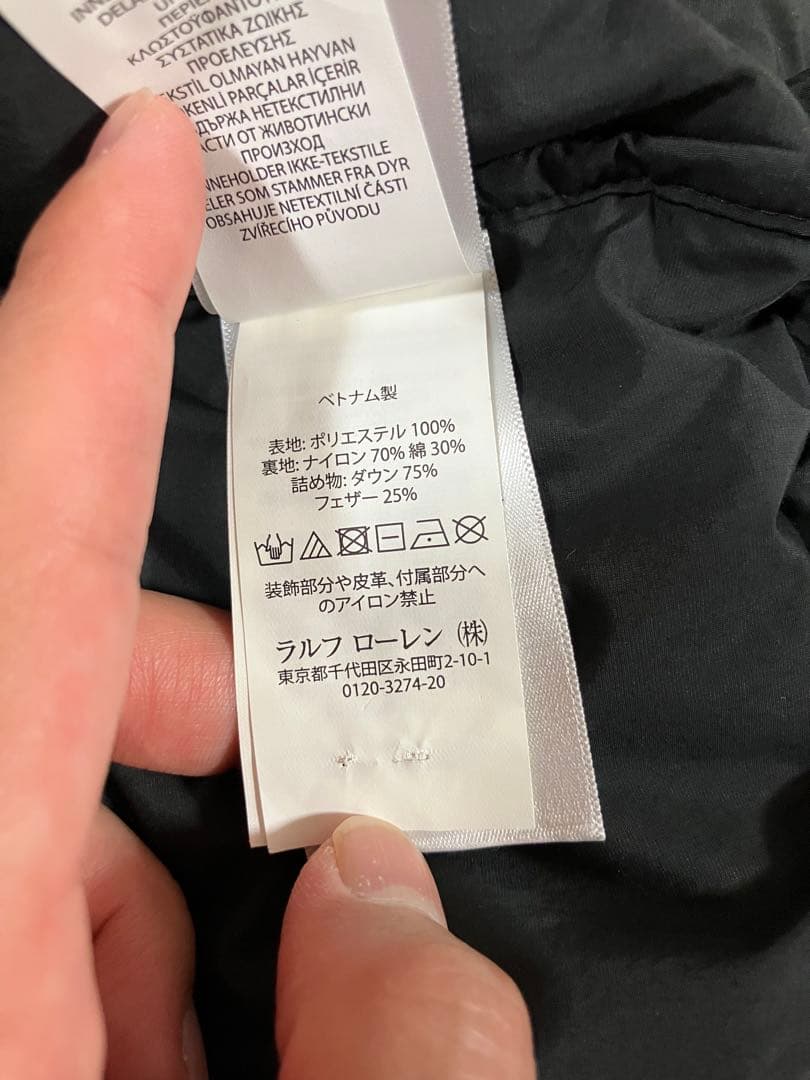 ΚΛΩΣΤΟΫΦΑΝΤΟΥ
ΣΥΣΤΑΤΙΚΑ ΖΩΙΚΗΣ
ΠΡΟΕΛΕΥΣΗΣ
OLMAYAN HAYVAN
PARÇALAR İÇERİR
НЕТЕКСТИЛНИ
ОТ ЖИВОТИНСКИ
ПРОИЗХОД
INNEHOLDER IKKE-TEKSTILE
SOM STAMMER FRA DYR
OBSAHUJE NETEXTILNÍ ČÁSTI
ZVÍŘECÍHO PŮVODU
ベトナム製
表地: ポリエステル 100%
裏地: ナイロン 70% 綿 30%
詰め物: ダウン 75%
フェザー 25%
装飾部分や皮革、付属部分へ
のアイロン禁止
ラルフ ローレン (株)
東京都千代田区永田町2-10-1
0120-3274-20